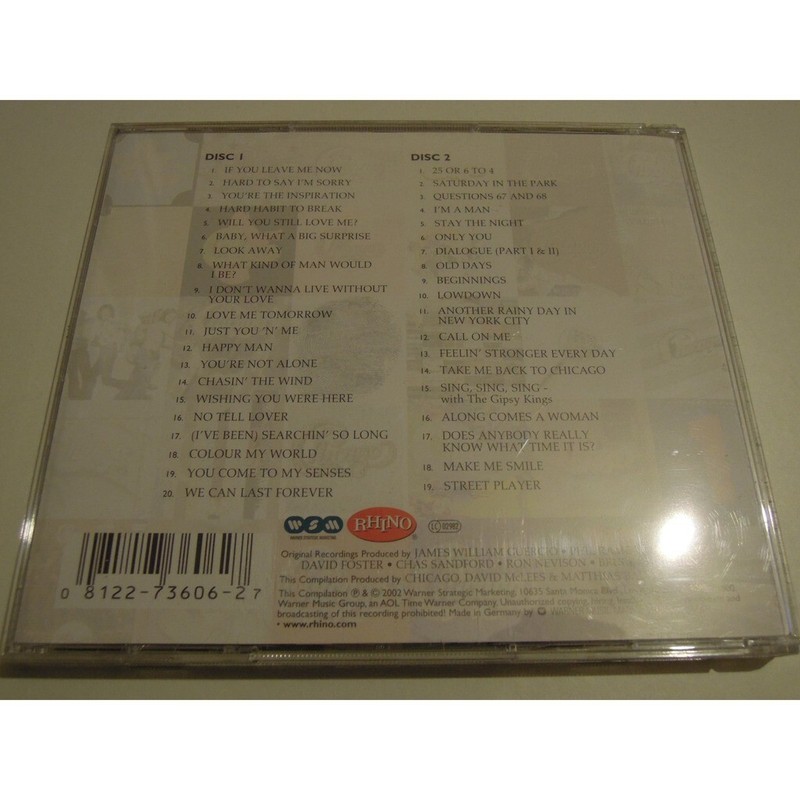 DISC 1
1. IF YOU LEAVE ME NOW
2. HARD TO SAY I'M SORRY
3. YOU'RE THE INSPIRATION
4. HARD HABIT TO BREAK
5. WILL YOU STILL LOVE ME?
6. BABY, WHAT A BIG SURPRISE
7. LOOK AWAY
8. WHAT KIND OF MAN WOULD
I BE?
9. I DON'T WANNA LIVE WITHOUT
YOUR LOVE
10. LOVE ME TOMORROW
11. JUST YOU 'N' ME
12. HAPPY MAN
13. YOU'RE NOT ALONE
14. CHASIN' THE WIND
15. WISHING YOU WERE HERE
16. NO TELL LOVER
17. (I'VE BEEN) SEARCHIN' SO LONG
18. COLOUR MY WORLD
19. YOU COME TO MY SENSES
20. WE CAN LAST FOREVER
DISC 2
1. 25 OR 6 TO 4
2. SATURDAY IN THE PARK
3. QUESTIONS 67 AND 68
4. I'M A MAN
5. STAY THE NIGHT
6. ONLY YOU
7. DIALOGUE (PART I & II)
8. OLD DAYS
9. BEGINNINGS
10. LOWDOWN
11. ANOTHER RAINY DAY IN
NEW YORK CITY
12. CALL ON ME
13. FEELIN' STRONGER EVERY DAY
14. TAKE ME BACK TO CHICAGO
15. SING, SING, SING –
with The Gipsy Kings
16. ALONG COMES A WOMAN
17. DOES ANYBODY REALLY
KNOW WHAT TIME IT IS?
18. MAKE ME SMILE
19. STREET PLAYER
WSM
WARNER STRATEGIC MARKETING
RHINO
LC 02982
0 81227-36062 7
Original Recordings Produced by JAMES WILLIAM GUERCIO •
DAVID FOSTER • CHAS SANDFORD • RON NEVISON •
This Compilation Produced by CHICAGO, DAVID McLEES & MATTHIAS
This Compilation ℗ & © 2002 Warner Strategic Marketing, 10635 Santa Monica Blvd.,
Warner Music Group, an AOL Time Warner Company. Unauthorized copying,
broadcasting of this recording prohibited! Made in Germany by
• www.rhino.com